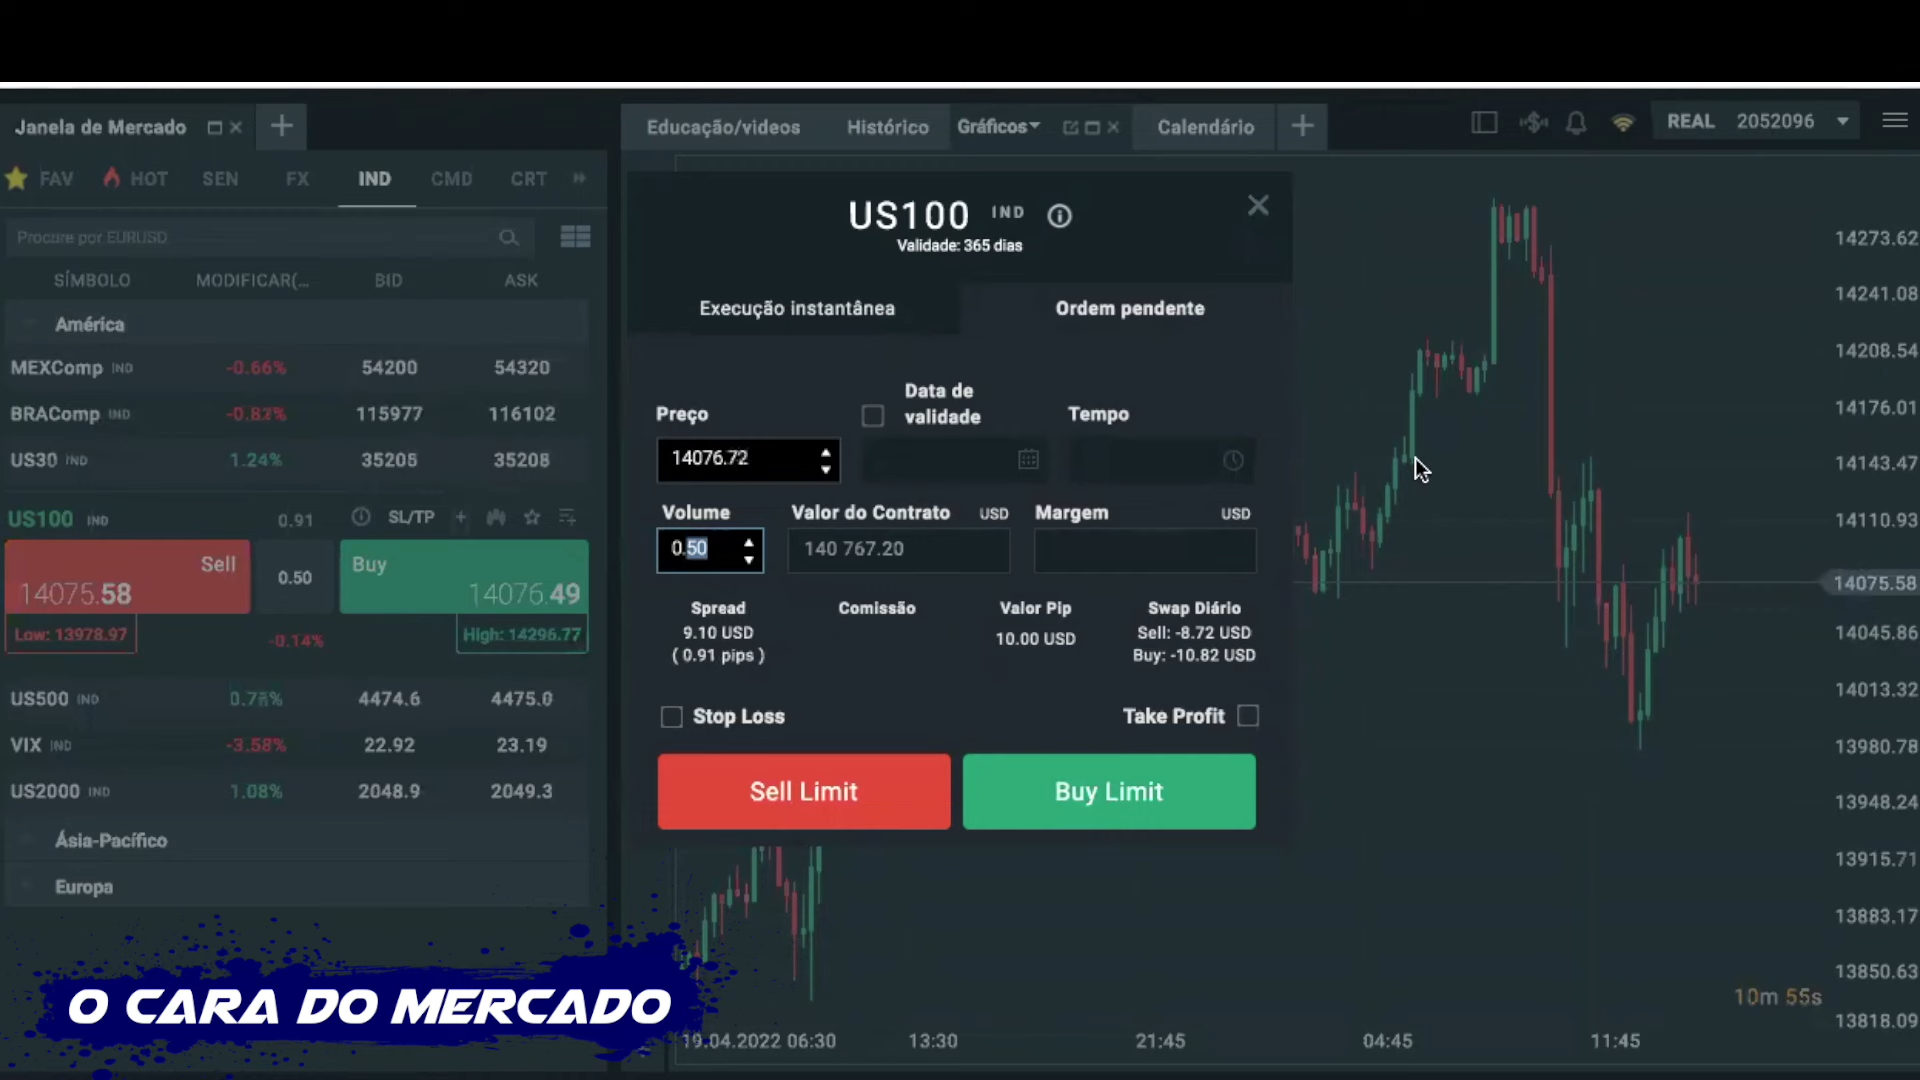 Janela de Mercado
Educação/videos
Histórico
Gráficos
Calendário
REAL 2052096
FAV
HOT
SEN
FX
IND
CMD
CRT
Procure por EURUSD
SÍMBOLO
MODIFICAR(...
BID
ASK
América
MEXComp IND -0.66% 54200 54320
BRAComp IND -0.82% 115977 116102
US30 IND 1.24% 35205 35208
US100 IND 0.91 SL/TP
Sell
14075.58
0.50
Buy
14076.49
Low: 13978.97
-0.14%
High: 14296.77
US500 IND 4474.6 4475.0
VIX IND -3.58% 22.92 23.19
US2000 IND 1.08% 2048.9 2049.3
Ásia-Pacífico
Europa
US100 IND
Validade: 365 dias
Execução instantânea
Ordem pendente
Preço
Data de
validade
Tempo
14076.72
Volume
Valor do Contrato USD
Margem USD
0.50
140 767.20
Spread
9.10 USD
( 0.91 pips )
Comissão
Valor Pip
10.00 USD
Swap Diário
Sell: -8.72 USD
Buy: -10.82 USD
Stop Loss
Take Profit
Sell Limit
Buy Limit
14273.62
14241.08
14208.54
14176.01
14143.47
14110.93
14075.58
14045.86
14013.32
13980.78
13948.24
13915.71
13883.17
13850.63
13818.09
10m 55s
19.04.2022 06:30
13:30
21:45
04:45
11:45
O CARA DO MERCADO